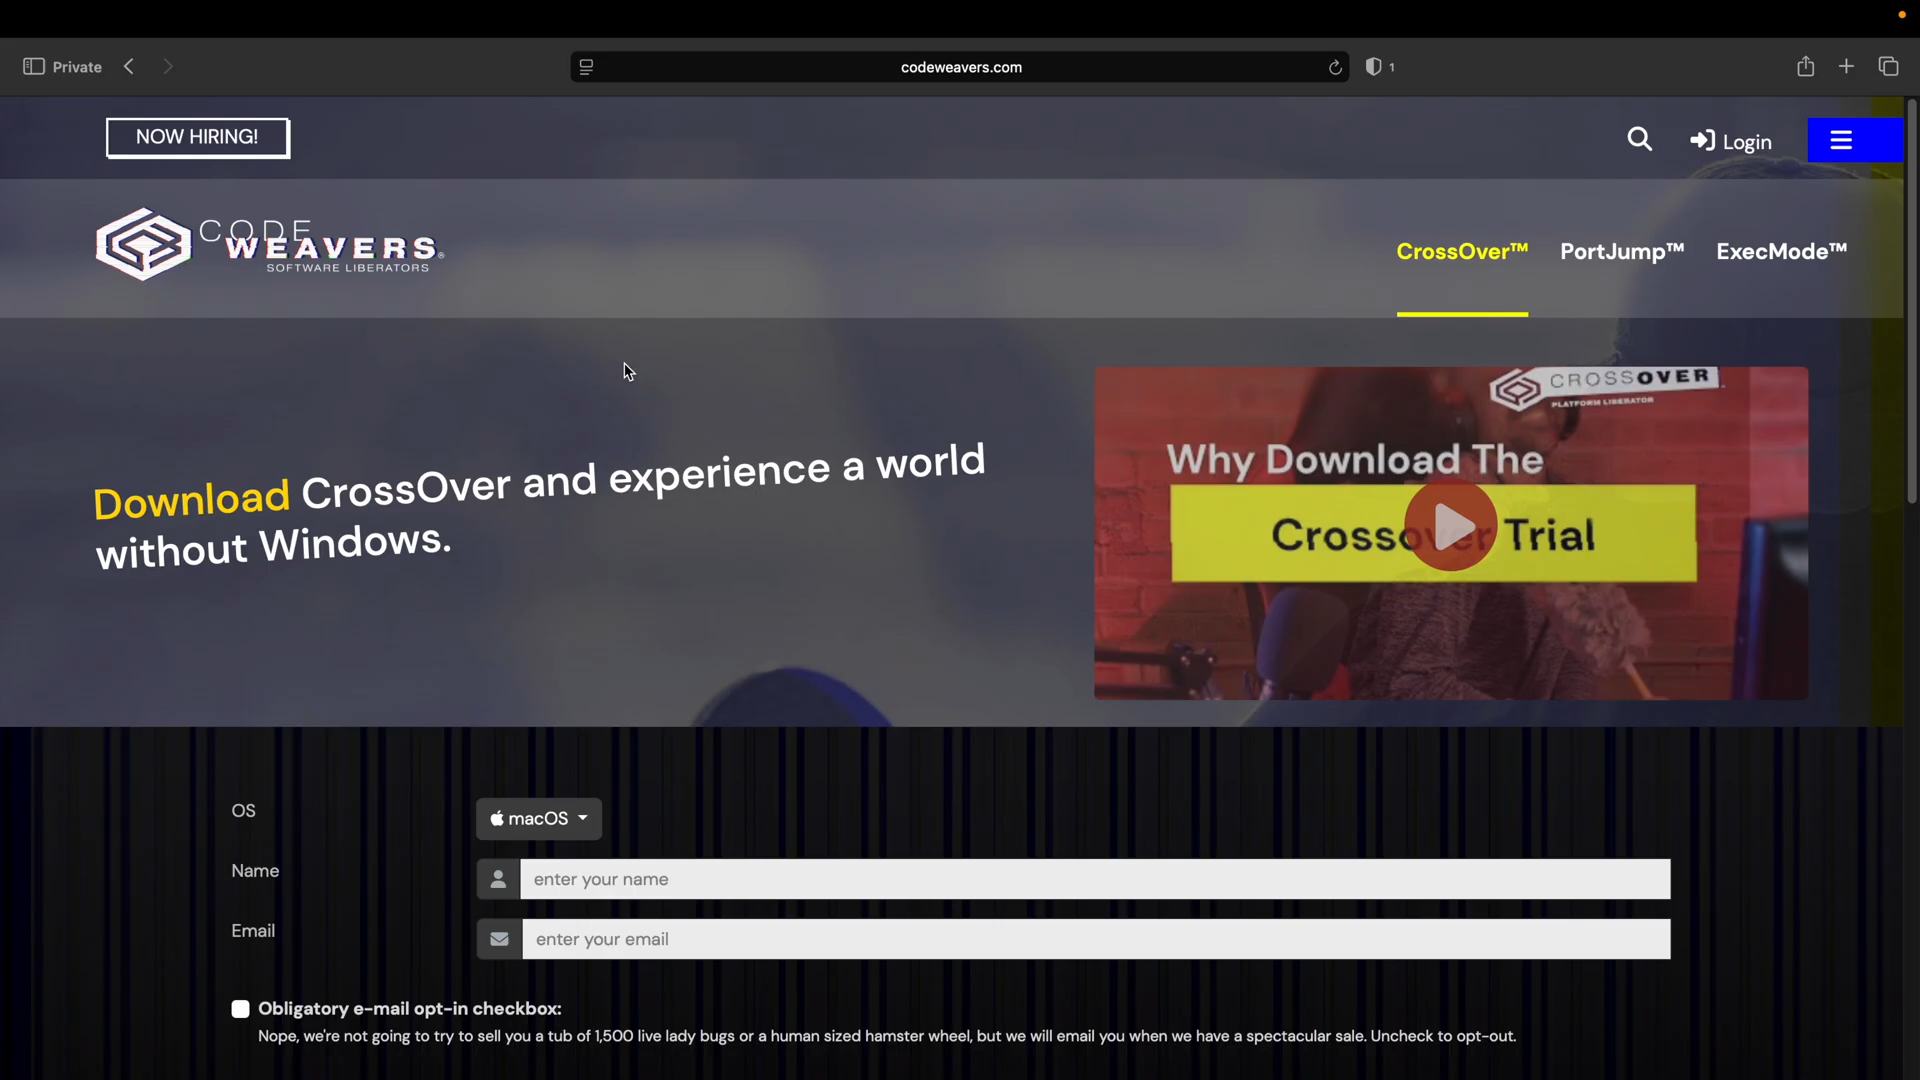 Private
codeweavers.com
1
NOW HIRING!
Login
CODE
WEAVERS®
SOFTWARE LIBERATORS
CrossOver™
PortJump™
ExecMode™
Download CrossOver and experience a world
without Windows.
CROSSOVER
PLATFORM LIBERATOR
Why Download The
Crossover Trial
OS
macOS
Name
enter your name
Email
enter your email
Obligatory e-mail opt-in checkbox:
Nope, we're not going to try to sell you a tub of 1,500 live lady bugs or a human sized hamster wheel, but we will email you when we have a spectacular sale. Uncheck to opt-out.